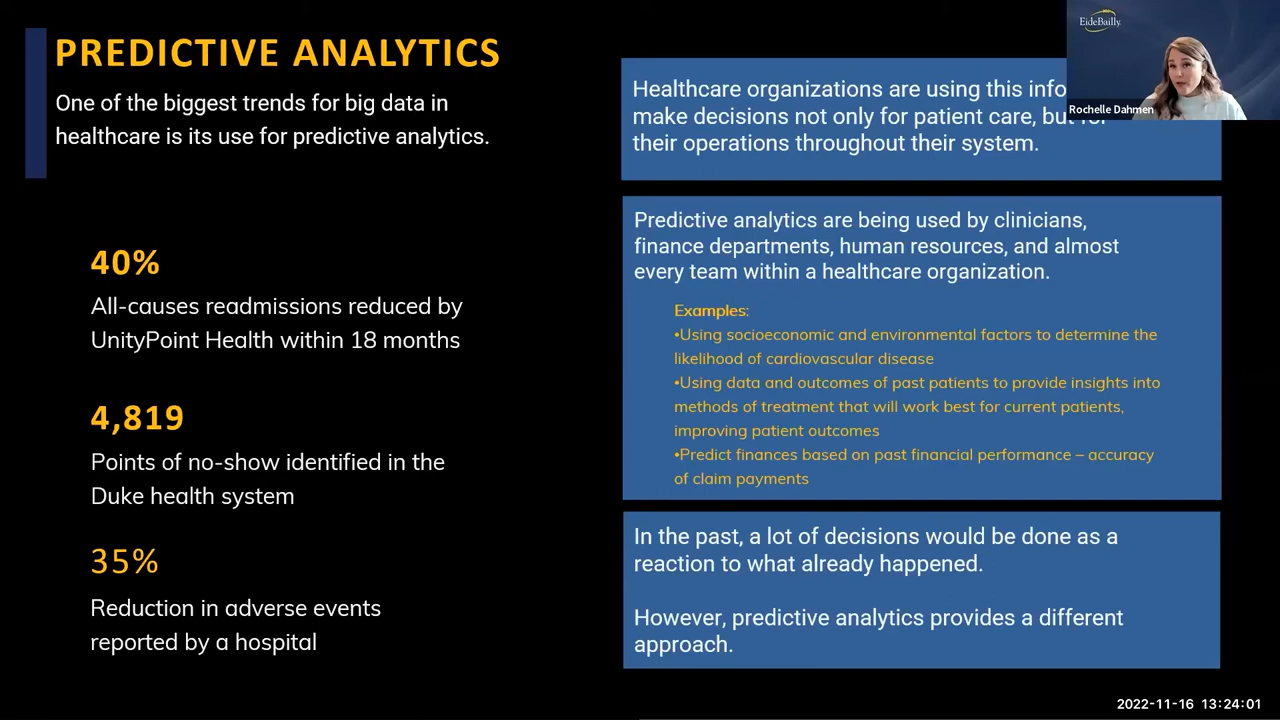 PREDICTIVE ANALYTICS
One of the biggest trends for big data in
healthcare is its use for predictive analytics.
40%
All-causes readmissions reduced by
UnityPoint Health within 18 months
4,819
Points of no-show identified in the
Duke health system
35%
Reduction in adverse events
reported by a hospital
Healthcare organizations are using this
make decisions not only for patient care,
their operations throughout their system.
Predictive analytics are being used by clinicians,
finance departments, human resources, and almost
every team within a healthcare organization.
Examples:
•Using socioeconomic and environmental factors to determine the
likelihood of cardiovascular disease
•Using data and outcomes of past patients to provide insights into
methods of treatment that will work best for current patients,
improving patient outcomes
•Predict finances based on past financial performance – accuracy
of claim payments
In the past, a lot of decisions would be done as a
reaction to what already happened.
However, predictive analytics provides a different
approach.
EideBailly.
Rochelle Dahmen
2022-11-16 13:24:01